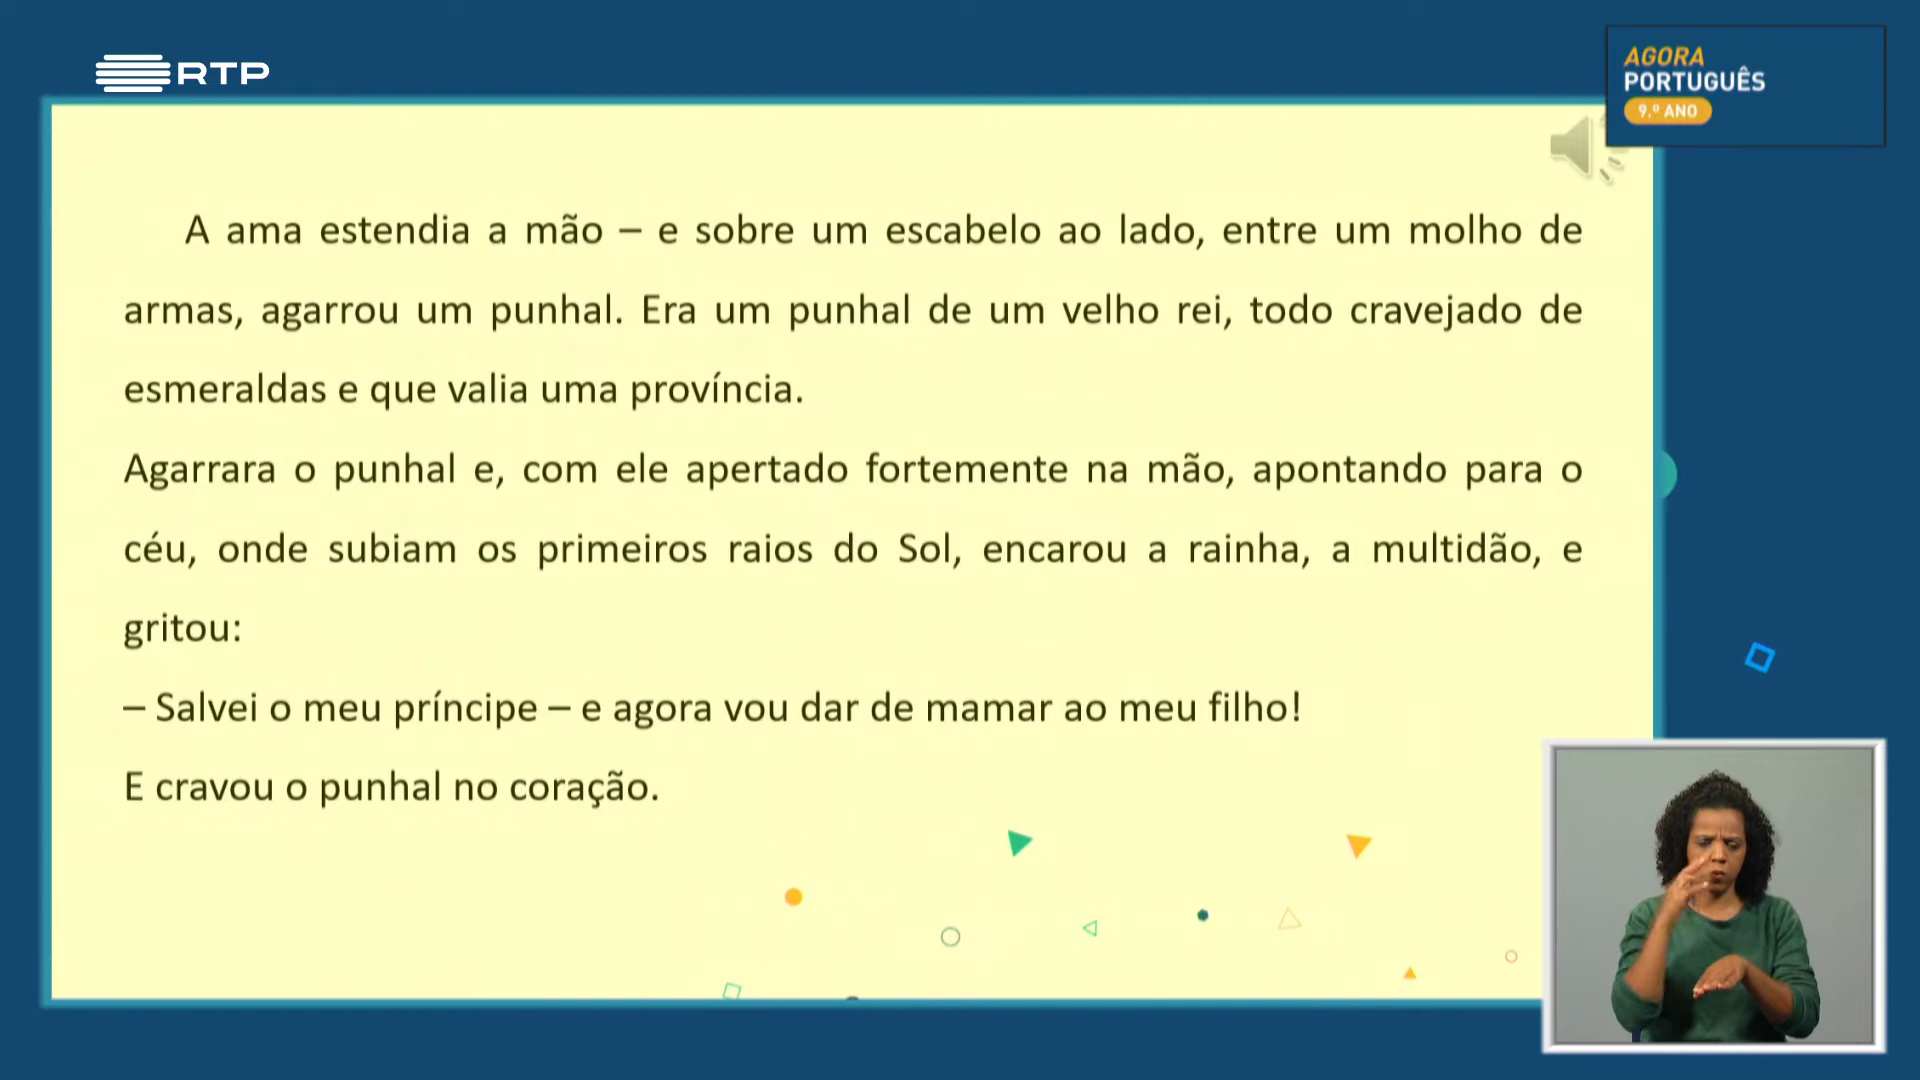 RTP
AGORA
PORTUGUÊS
9.º ANO
A ama estendia a mão – e sobre um escabelo ao lado, entre um molho de
armas, agarrou um punhal. Era um punhal de um velho rei, todo cravejado de
esmeraldas e que valia uma província.
Agarrara o punhal e, com ele apertado fortemente na mão, apontando para o
céu, onde subiam os primeiros raios do Sol, encarou a rainha, a multidão, e
gritou:
– Salvei o meu príncipe – e agora vou dar de mamar ao meu filho!
E cravou o punhal no coração.